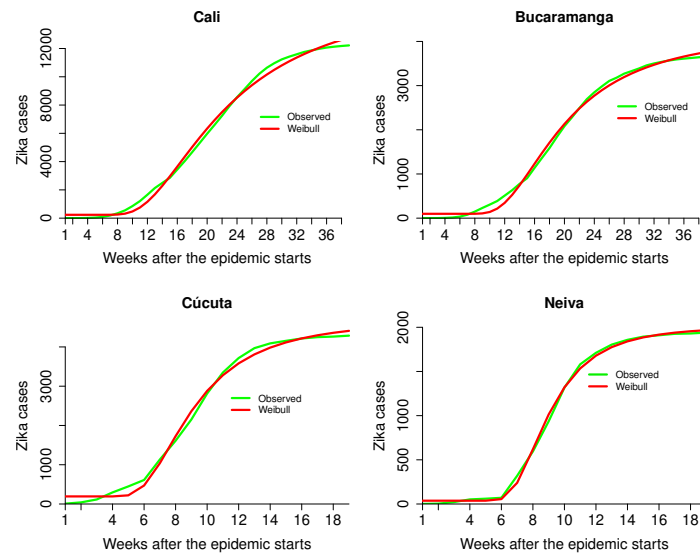 Cali
Zika cases
0 4000 8000 12000
Observed
Weibull
1 4 8 12 16 20 24 28 32 36
Weeks after the epidemic starts
Bucaramanga
Zika cases
0 1000 3000
Observed
Weibull
1 4 8 12 16 20 24 28 32 36
Weeks after the epidemic starts
Cúcuta
Zika cases
0 1000 3000
Observed
Weibull
1 4 6 8 10 12 14 16 18
Weeks after the epidemic starts
Neiva
Zika cases
0 500 1000 2000
Observed
Weibull
1 4 6 8 10 12 14 16 18
Weeks after the epidemic starts